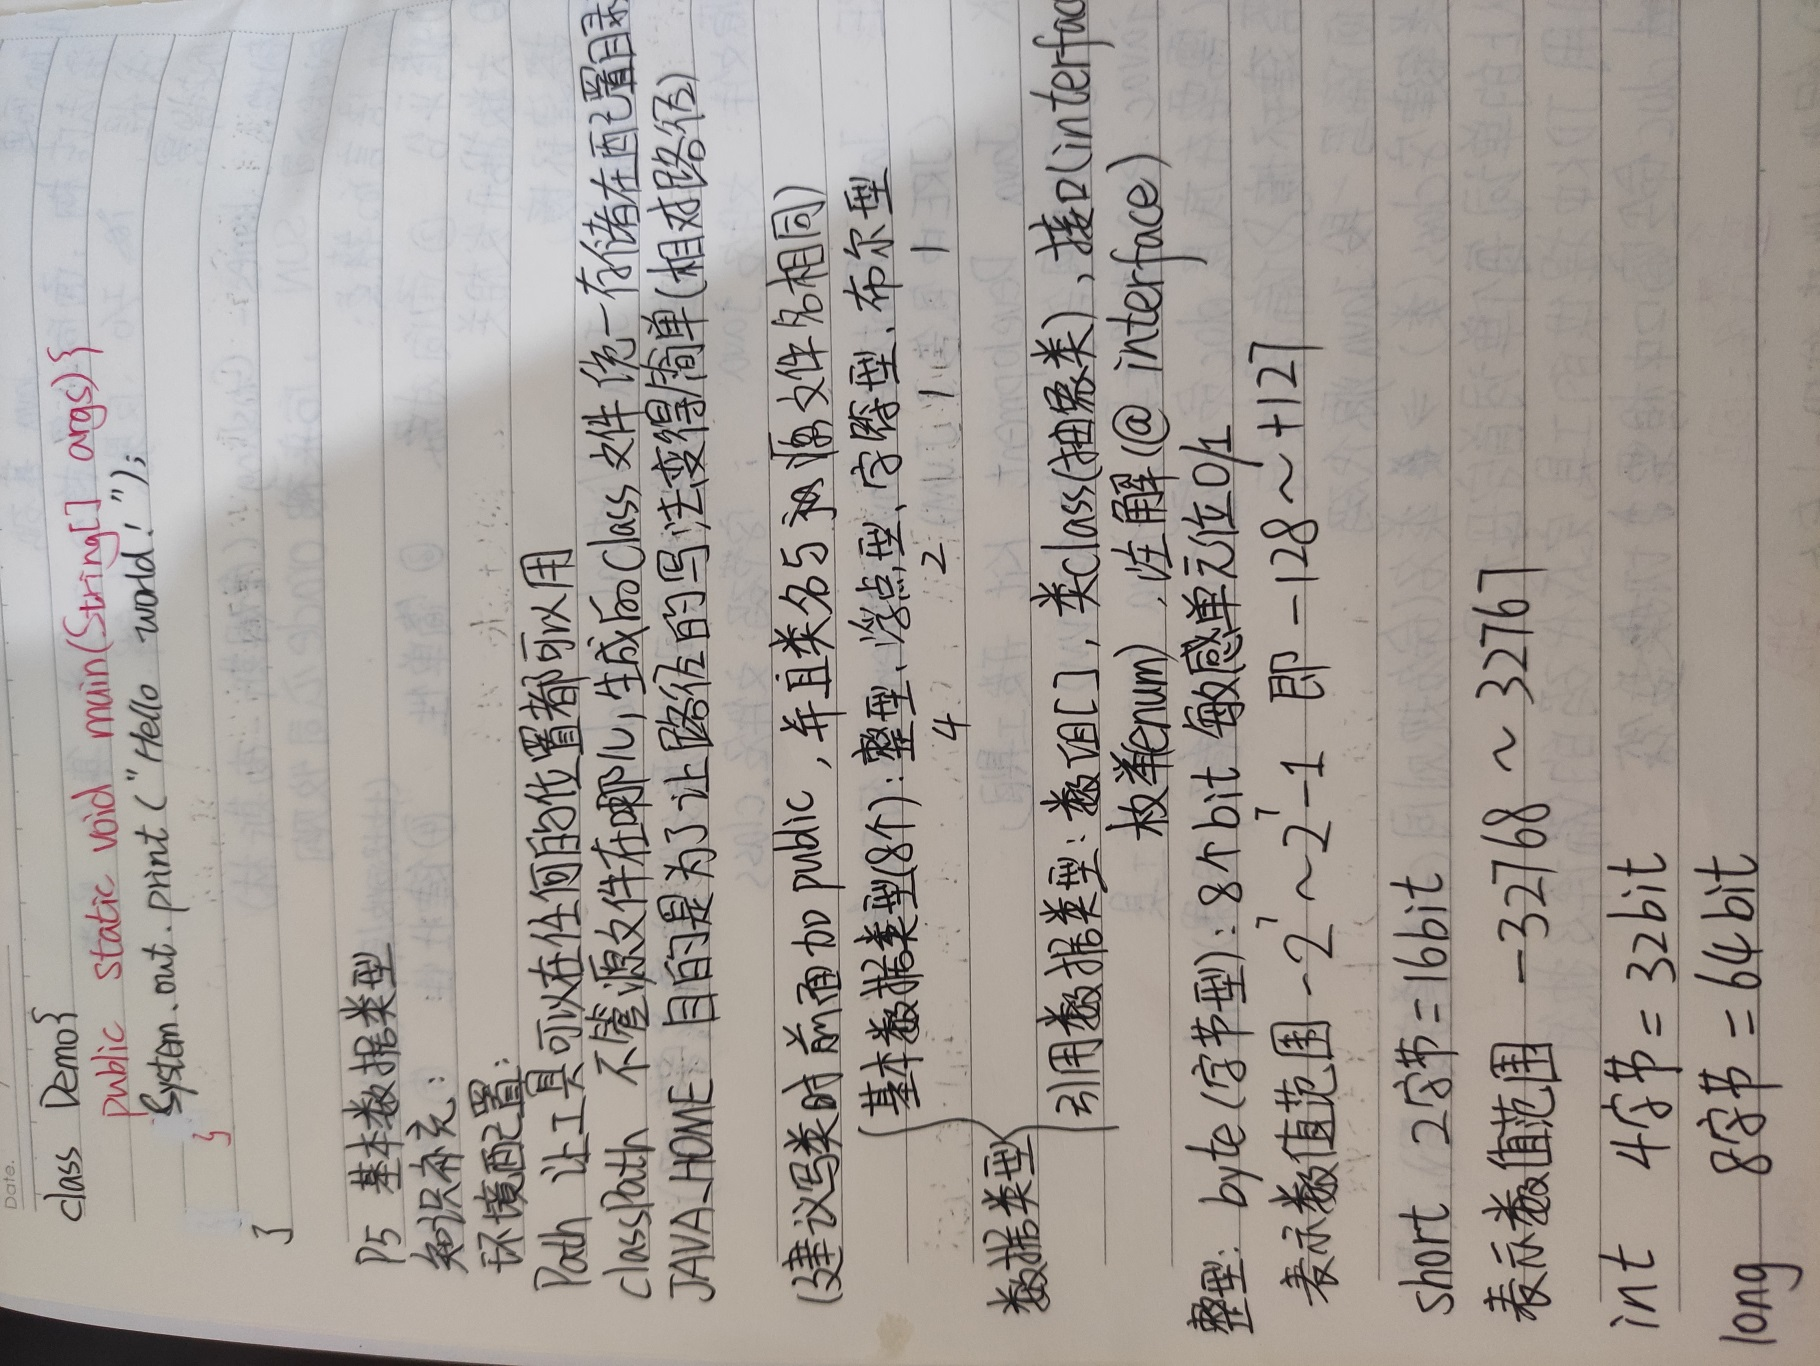 Date.
class Demo{
public static void main(String[] args){
System.out.print("Hello world!");
}
}
P5 基本数据类型
知识补充:
环境配置:
Path 让工具可以在任何的位置都可以用
classPath 不管源文件在哪儿,生成后class文件统一存储在配置目录
JAVA_HOME 目的是为了让路径的写法变得简单(相对路径)
(建议写类时前面加public,并且类名与源文件名相同)
数据类型
基本数据类型(8个):整型、浮点型、字符型、布尔型
4 2 1 1
引用数据类型:数组[],类class(抽象类),接口(interfac
枚举(enum),注解(@interface)
整型: byte(字节型):8个bit 敏感单元位0/1
表示数值范围 -2⁷~2⁷-1 即 -128~+127
short 2字节=16bit
表示数值范围 -32768~32767
int 4字节=32bit
long 8字节=64bit